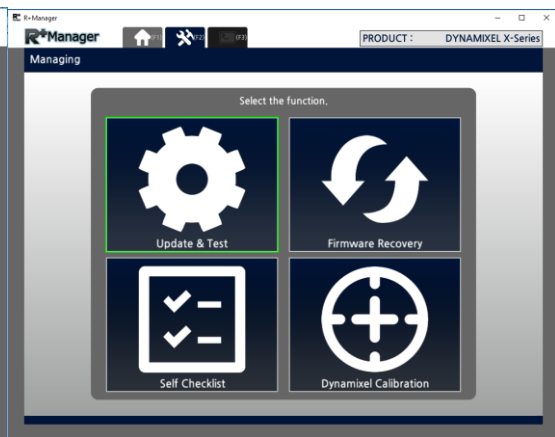 R+Manager
R+Manager (F1) (F2) (F3) PRODUCT : DYNAMIXEL X-Series
Managing
Select the function.
Update & Test Firmware Recovery
Self Checklist Dynamixel Calibration